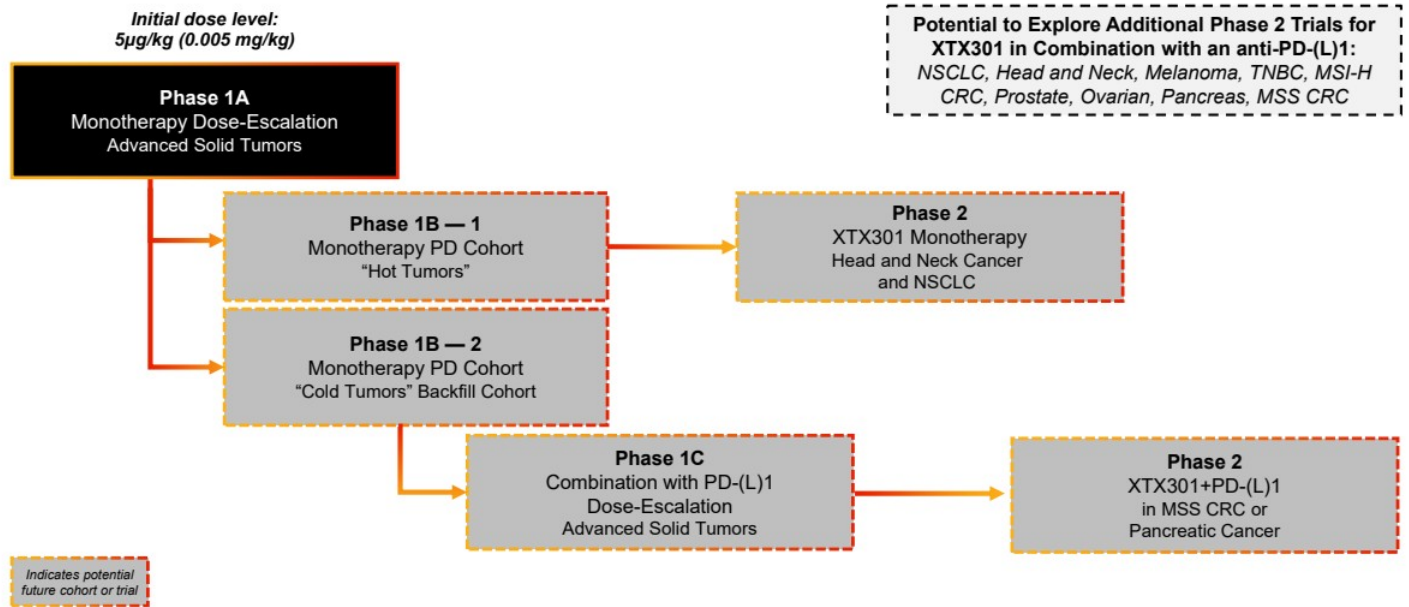 Initial dose level:
5µg/kg (0.005 mg/kg)
Potential to Explore Additional Phase 2 Trials for
XTX301 in Combination with an anti-PD-(L)1:
NSCLC, Head and Neck, Melanoma, TNBC, MSI-H
CRC, Prostate, Ovarian, Pancreas, MSS CRC
Phase 1A
Monotherapy Dose-Escalation
Advanced Solid Tumors
Phase 1B — 1
Monotherapy PD Cohort
“Hot Tumors”
Phase 2
XTX301 Monotherapy
Head and Neck Cancer
and NSCLC
Phase 1B — 2
Monotherapy PD Cohort
“Cold Tumors” Backfill Cohort
Phase 1C
Combination with PD-(L)1
Dose-Escalation
Advanced Solid Tumors
Phase 2
XTX301+PD-(L)1
in MSS CRC or
Pancreatic Cancer
Indicates potential
future cohort or trial